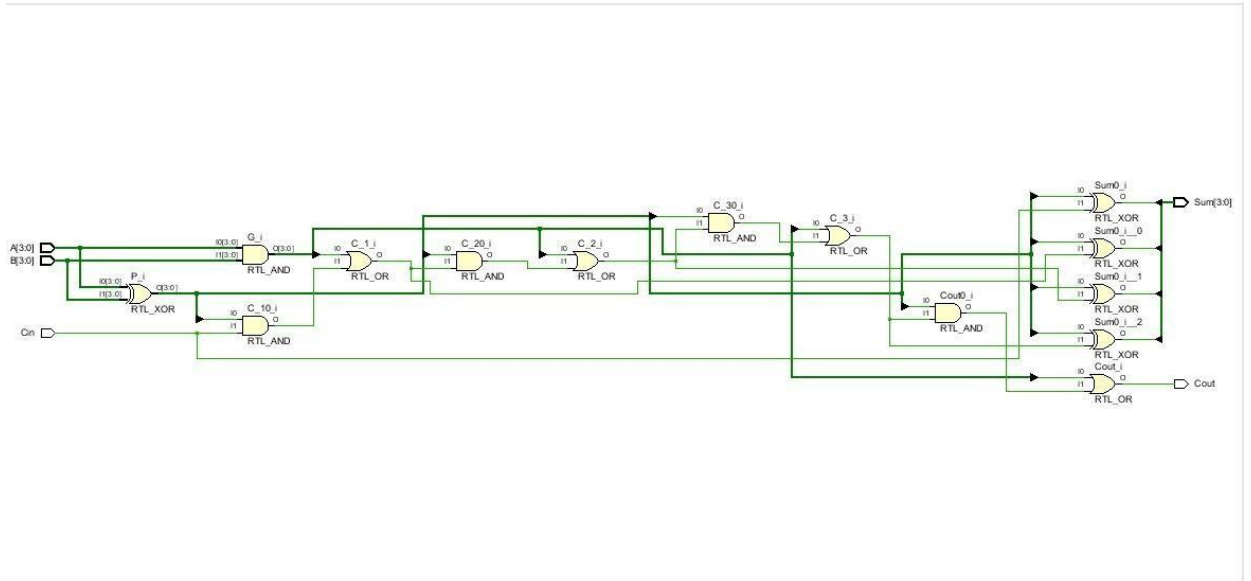 A[3:0]
B[3:0]
Cin
P_i
I0[3:0]
I1[3:0]
O[3:0]
RTL_XOR
G_i
I0[3:0]
I1[3:0]
O[3:0]
RTL_AND
C_10_i
I0
I1
O
RTL_AND
C_1_i
I0
I1
O
RTL_OR
C_20_i
I0
I1
O
RTL_AND
C_2_i
I0
I1
O
RTL_OR
C_30_i
I0
I1
O
RTL_AND
C_3_i
I0
I1
O
RTL_OR
Cout0_i
I0
I1
O
RTL_AND
Sum0_i
I0
I1
O
RTL_XOR
Sum0_i__0
I0
I1
O
RTL_XOR
Sum0_i__1
I0
I1
O
RTL_XOR
Sum0_i__2
I0
I1
O
RTL_XOR
Cout_i
I0
I1
O
RTL_OR
Sum[3:0]
Cout